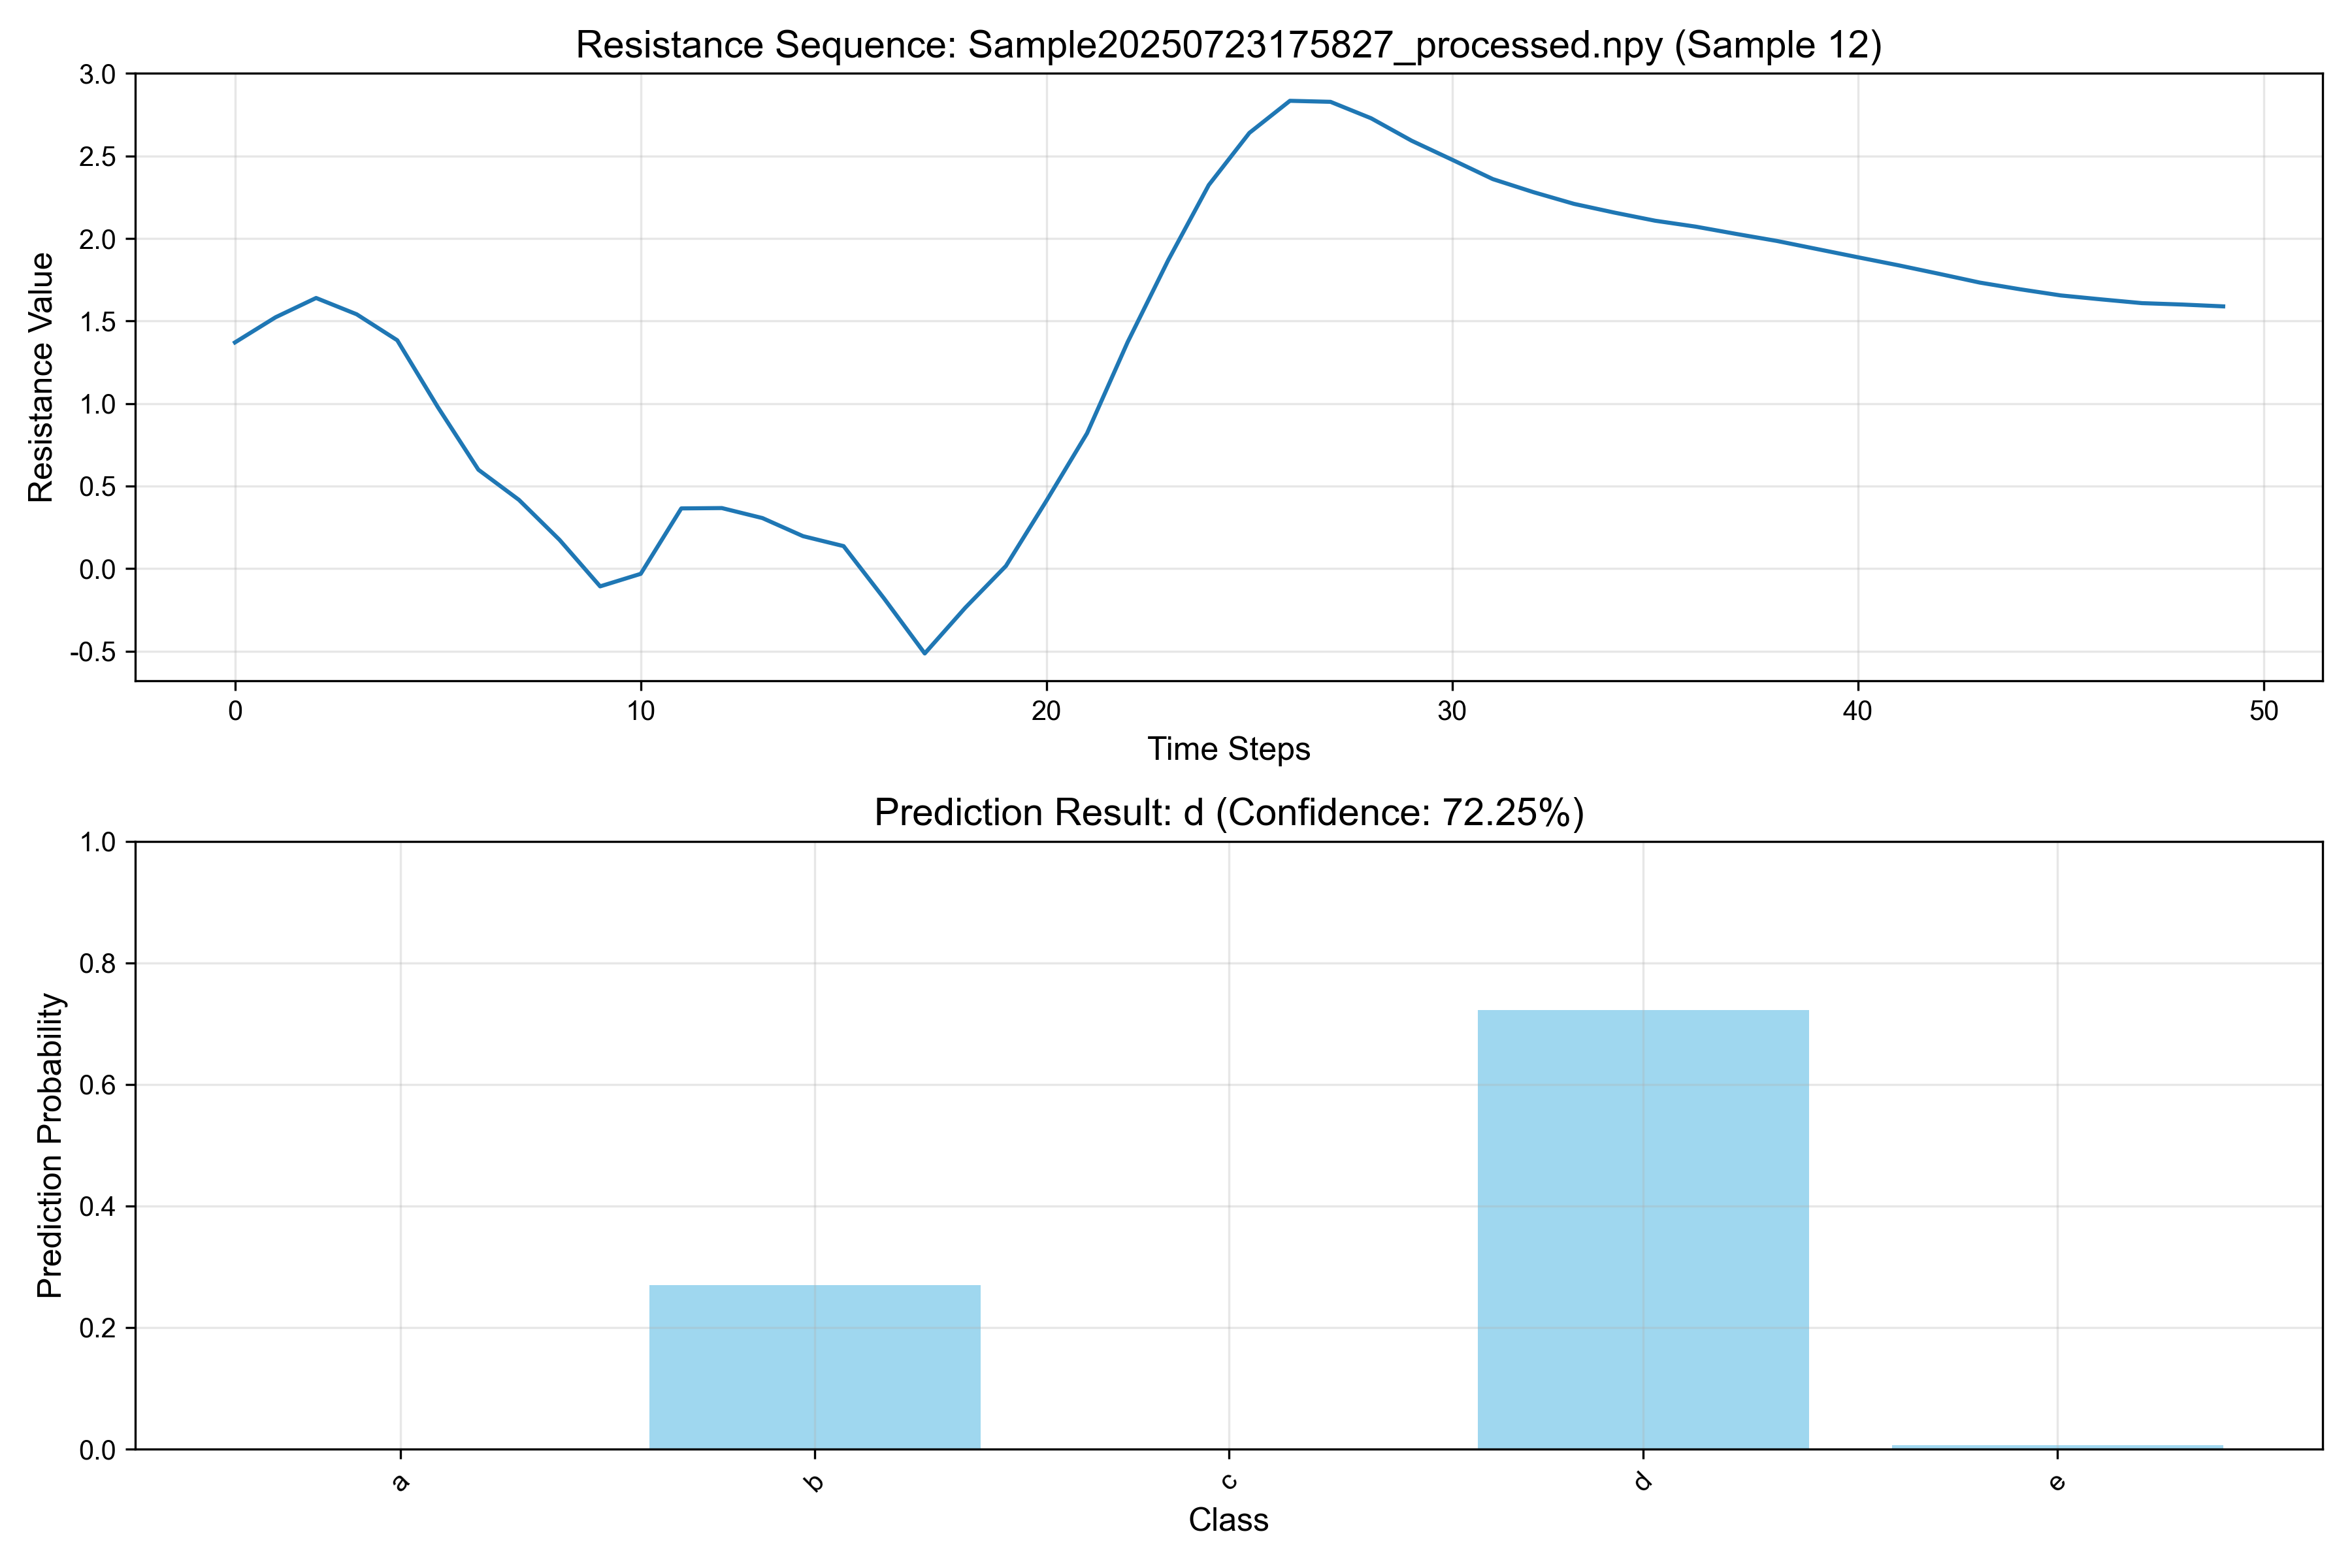 Resistance Sequence: Sample20250723175827_processed.npy (Sample 12)
3.0
2.5
2.0
1.5
1.0
0.5
0.0
-0.5
Resistance Value
0 10 20 30 40 50
Time Steps
Prediction Result: d (Confidence: 72.25%)
1.0
0.8
0.6
0.4
0.2
0.0
Prediction Probability
a b c d e
Class